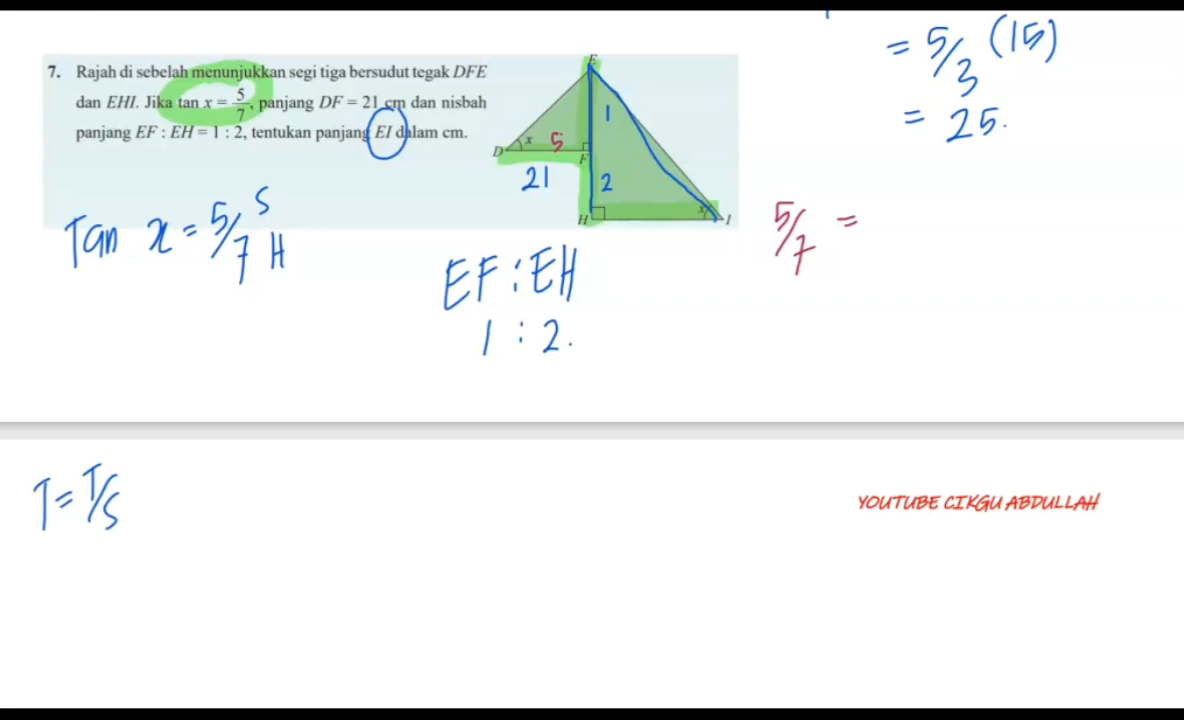 = 5/3 (15)
= 25.
7. Rajah di sebelah menunjukkan segi tiga bersudut tegak DFE
dan EHI. Jika tan x = 5/7, panjang DF = 21 cm dan nisbah
panjang EF : EH = 1 : 2, tentukan panjang EI dalam cm.
E
1
D x 5 F
21 2
H x I
Tan x = 5/7 S H
5/7 =
EF : EH
1 : 2.
T = T/S
YOUTUBE CIKGU ABDULLAH